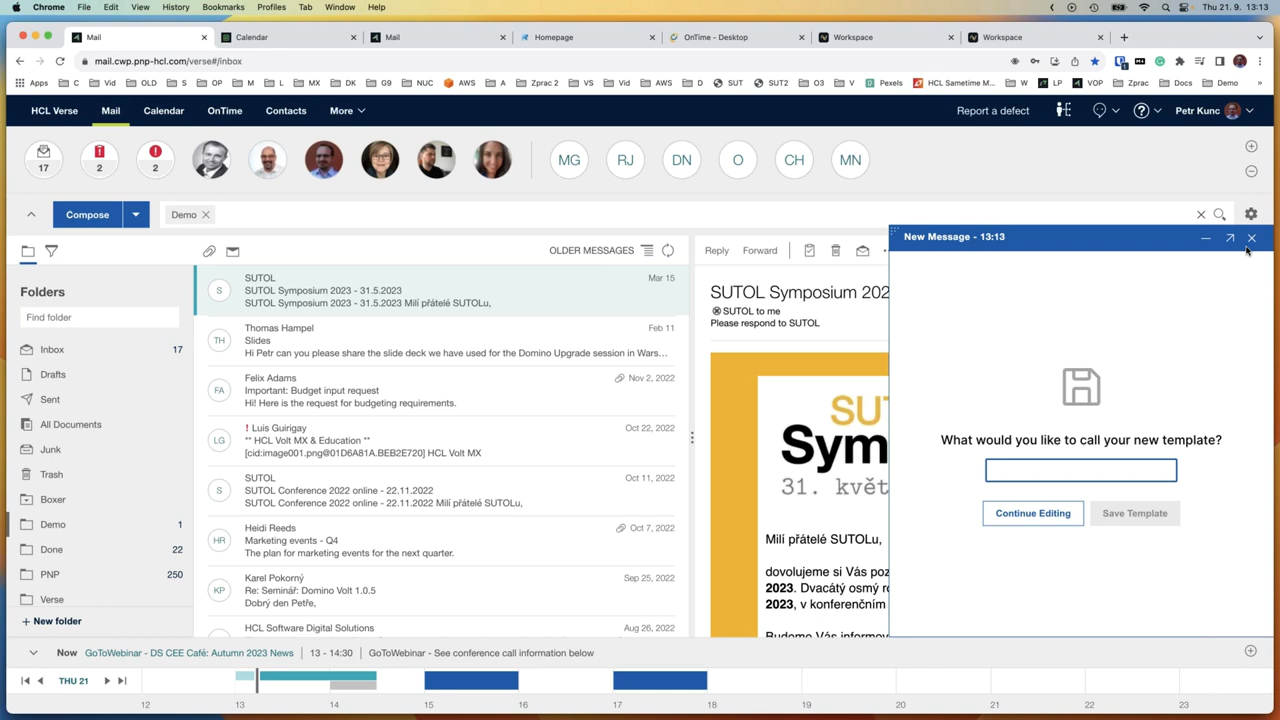 Chrome File Edit View History Bookmarks Profiles Tab Window Help Thu 21. 9. 13:13
Mail Calendar Mail Homepage OnTime - Desktop Workspace Workspace
mail.cwp.pnp-hcl.com/verse#/inbox
Apps C Vid OLD S OP M L MX DK G9 NUC AWS A Zprac 2 VS Vid AWS D SUT SUT2 O3 V Pexels HCL Sametime M... W LP VOP Zprac Docs Demo
HCL Verse Mail Calendar OnTime Contacts More Report a defect Petr Kunc
17 2 2 MG RJ DN O CH MN
Compose Demo
OLDER MESSAGES Reply Forward New Message - 13:13
Folders
Find folder
Inbox 17
Drafts
Sent
All Documents
Junk
Trash
Boxer
Demo 1
Done 22
PNP 250
Verse
+ New folder
S
SUTOL Mar 15
SUTOL Symposium 2023 - 31.5.2023
SUTOL Symposium 2023 - 31.5.2023 Milí přátelé SUTOLu,
TH
Thomas Hampel Feb 11
Slides
Hi Petr can you please share the slide deck we have used for the Domino Upgrade session in Wars...
FA
Felix Adams Nov 2, 2022
Important: Budget input request
Hi! Here is the request for budgeting requirements.
LG
! Luis Guirigay Oct 22, 2022
** HCL Volt MX & Education **
[cid:image001.png@01D6A81A.BEB2E720] HCL Volt MX
S
SUTOL Oct 11, 2022
SUTOL Conference 2022 online - 22.11.2022
SUTOL Conference 2022 online - 22.11.2022 Milí přátelé SUTOLu,
HR
Heidi Reeds Oct 7, 2022
Marketing events - Q4
The plan for marketing events for the next quarter.
KP
Karel Pokorný Sep 25, 2022
Re: Seminář: Domino Volt 1.0.5
Dobrý den Petře,
HCL Software Digital Solutions Aug 26, 2022
SUTOL Symposium 202
SUTOL to me
Please respond to SUTOL
SUT
Sym
31. květ
Milí přátelé SUTOLu,
dovolujeme si Vás poz
2023. Dvacátý osmý ro
2023, v konferenčním
Budeme Vás informov
What would you like to call your new template?
Continue Editing Save Template
Now GoToWebinar - DS CEE Café: Autumn 2023 News 13 - 14:30 GoToWebinar - See conference call information below
THU 21
12 13 14 15 16 17 18 19 20 21 22 23